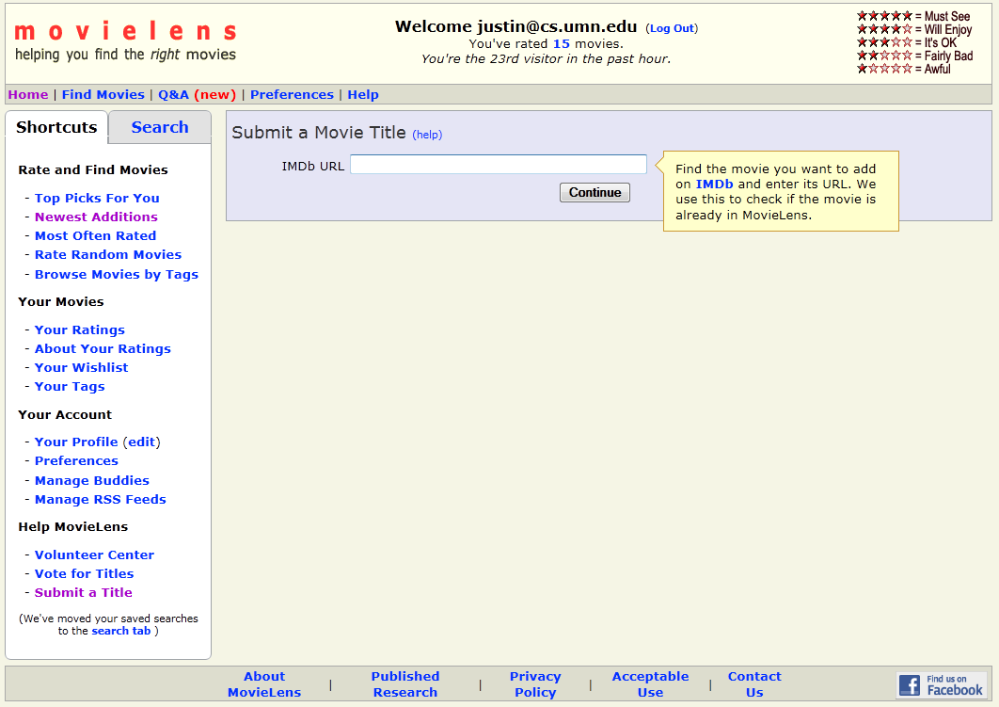 movielens
helping you find the right movies
Welcome justin@cs.umn.edu (Log Out)
You've rated 15 movies.
You're the 23rd visitor in the past hour.
★★★★★ = Must See
★★★★☆ = Will Enjoy
★★★☆☆ = It's OK
★★☆☆☆ = Fairly Bad
★☆☆☆☆ = Awful
Home | Find Movies | Q&A (new) | Preferences | Help
Shortcuts Search
Rate and Find Movies
- Top Picks For You
- Newest Additions
- Most Often Rated
- Rate Random Movies
- Browse Movies by Tags
Your Movies
- Your Ratings
- About Your Ratings
- Your Wishlist
- Your Tags
Your Account
- Your Profile (edit)
- Preferences
- Manage Buddies
- Manage RSS Feeds
Help MovieLens
- Volunteer Center
- Vote for Titles
- Submit a Title
(We've moved your saved searches
to the search tab )
Submit a Movie Title (help)
IMDb URL
Continue
Find the movie you want to add
on IMDb and enter its URL. We
use this to check if the movie is
already in MovieLens.
About
MovieLens
|
Published
Research
|
Privacy
Policy
|
Acceptable
Use
|
Contact
Us
Find us on
Facebook